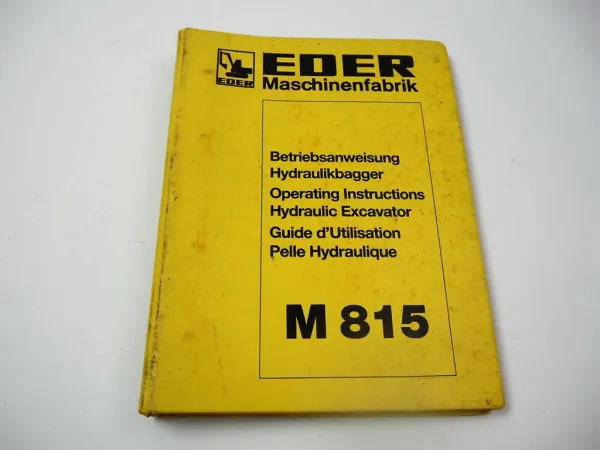 EDER
EDER
Maschinenfabrik
Betriebsanweisung
Hydraulikbagger
Operating Instructions
Hydraulic Excavator
Guide d'Utilisation
Pelle Hydraulique
M 815